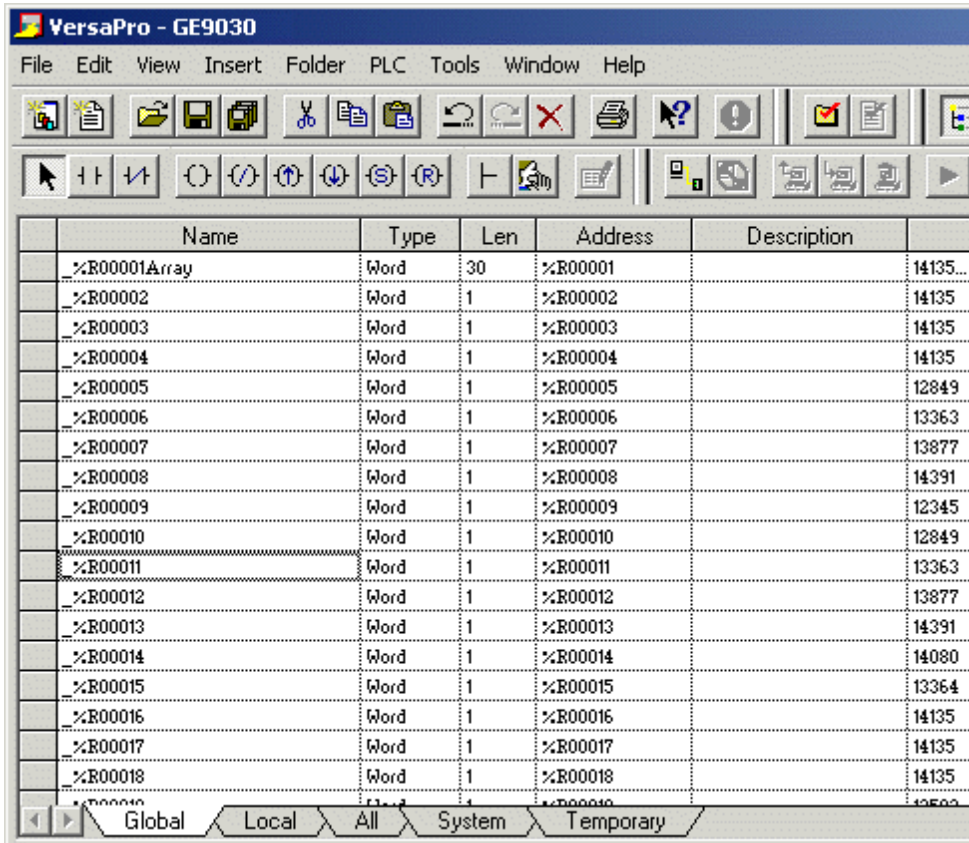 VersaPro - GE9030
File Edit View Insert Folder PLC Tools Window Help
Name Type Len Address Description
_%R00001Array Word 30 %R00001 14135...
_%R00002 Word 1 %R00002 14135
_%R00003 Word 1 %R00003 14135
_%R00004 Word 1 %R00004 14135
_%R00005 Word 1 %R00005 12849
_%R00006 Word 1 %R00006 13363
_%R00007 Word 1 %R00007 13877
_%R00008 Word 1 %R00008 14391
_%R00009 Word 1 %R00009 12345
_%R00010 Word 1 %R00010 12849
_%R00011 Word 1 %R00011 13363
_%R00012 Word 1 %R00012 13877
_%R00013 Word 1 %R00013 14391
_%R00014 Word 1 %R00014 14080
_%R00015 Word 1 %R00015 13364
_%R00016 Word 1 %R00016 14135
_%R00017 Word 1 %R00017 14135
_%R00018 Word 1 %R00018 14135
Global Local All System Temporary